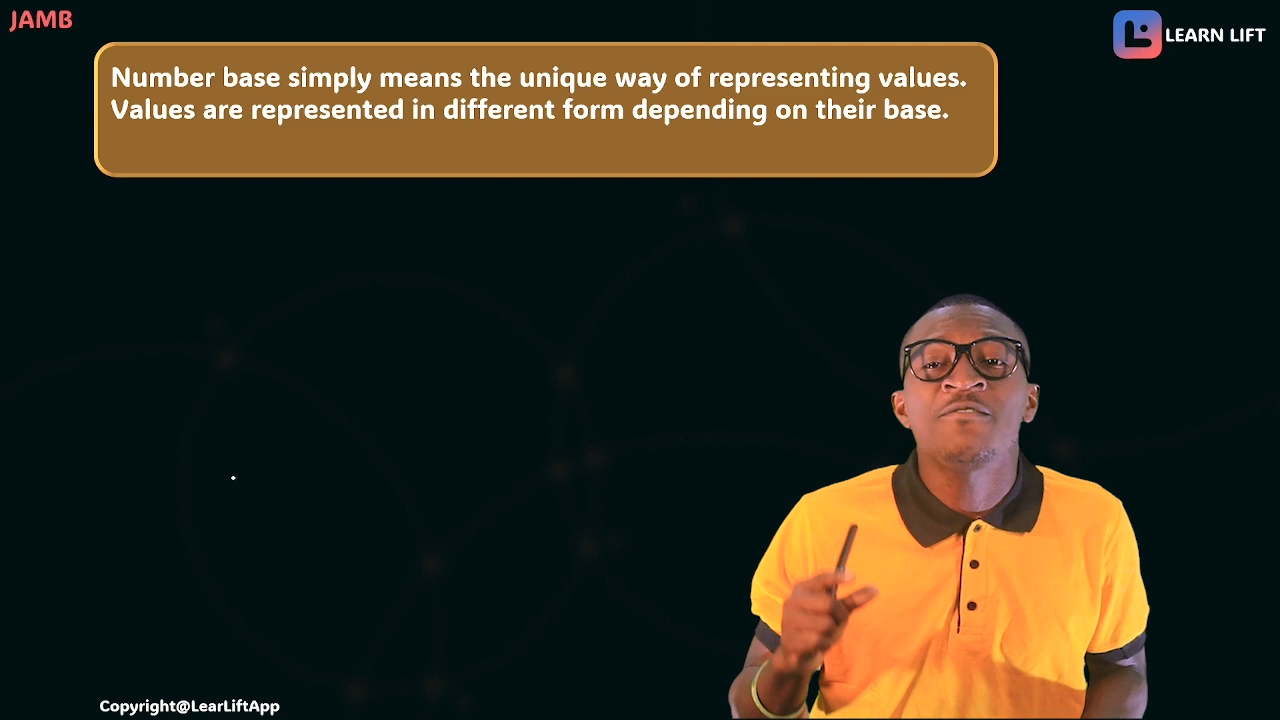 JAMB
LEARN LIFT
Number base simply means the unique way of representing values.
Values are represented in different form depending on their base.
Copyright@LearLiftApp